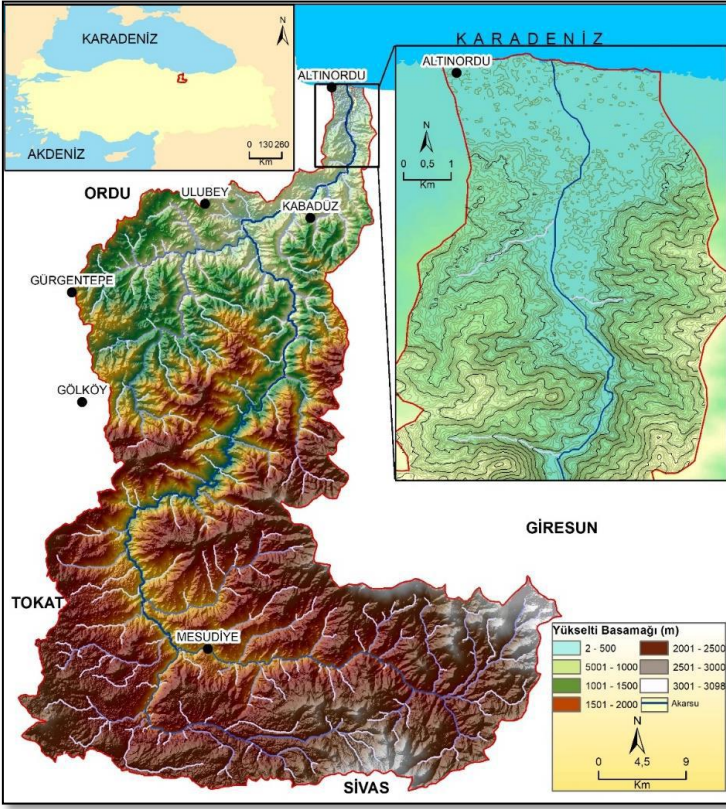 KARADENİZ
AKDENİZ
N
0 130 260
Km
KARADENİZ
ALTINORDU
ALTINORDU
N
0 0,5 1
Km
ORDU
ULUBEY
KABADÜZ
GÜRGENTEPE
GÖLKÖY
GİRESUN
TOKAT
MESUDİYE
SİVAS
Yükselti Basamağı (m)
2 - 500
5001 - 1000
1001 - 1500
1501 - 2000
2001 - 2500
2501 - 3000
3001 - 3098
Akarsu
N
0 4,5 9
Km